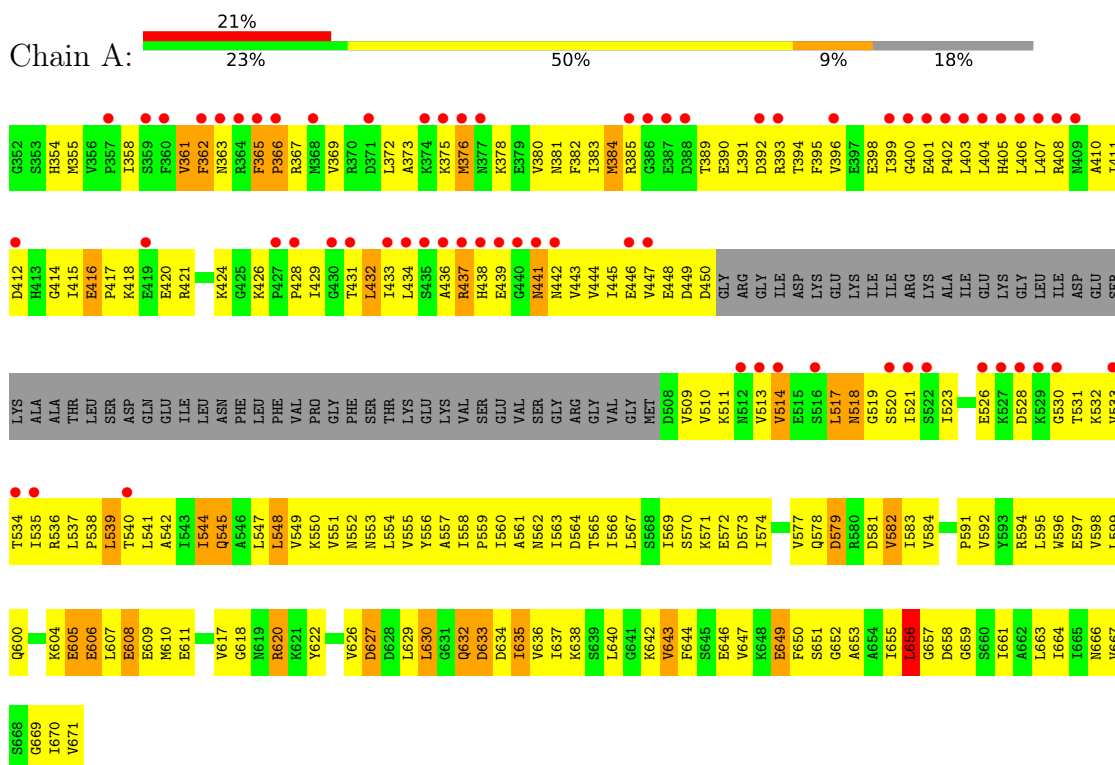 21%
Chain A:
23% 50% 9% 18%
G352 S353 H354 M355 V356 P357 I358 S359 F360 V361 F362 N363 R364 F365 P366 R367 M368 V369 R370 D371 L372 A373 K374 K375 M376 N377 K378 E379 V380 N381 F382 I383 M384 R385 G386 E387 D388 T389 E390 L391 D392 R393 T394 F395 V396 E397 E398 I399 G400 E401 P402 L403 L404 H405 L406 L407 R408 N409 A410 I411
D412 H413 G414 I415 E416 P417 K418 E419 E420 R421 K424 G425 K426 P427 P428 I429 G430 T431 L432 I433 L434 S435 A436 R437 H438 E439 G440 N441 N442 V443 V444 I445 E446 V447 E448 D449 D450 GLY ARG GLY ILE ASP LYS GLU LYS ILE ILE ARG LYS ALA ILE GLU LYS GLY LEU ILE ASP GLU SER
LYS ALA ALA THR LEU SER ASP GLN GLU ILE LEU ASN PHE LEU PHE VAL PRO GLY PHE SER THR LYS GLU LYS VAL SER GLU VAL SER GLY ARG GLY VAL GLY MET D508 V509 V510 K511 N512 V513 V514 E515 S516 L517 N518 G519 S520 I521 S522 I523 E526 K527 D528 K529 G530 T531 K532 V533
T534 I535 R536 L537 P538 L539 T540 L541 A542 I543 I544 Q545 A546 L547 L548 V549 K550 V551 N552 N553 L554 V555 Y556 A557 I558 P559 I560 A561 N562 I563 D564 T565 I566 L567 S568 I569 S570 K571 E572 D573 I574 V577 Q578 D579 R580 D581 V582 I583 V584 P591 V592 Y593 R594 L595 W596 E597 V598 L599
Q600 K604 E605 E606 L607 E608 E609 M610 E611 V617 G618 N619 R620 K621 Y622 V626 D627 D628 L629 L630 G631 Q632 D633 D634 I635 V636 I637 K638 S639 L640 G641 K642 V643 F644 S645 E646 V647 K648 E649 F650 S651 G652 A653 A654 I655 L656 G657 D658 G659 S660 I661 A662 L663 I664 I665 N666 V667
S668 G669 I670 V671